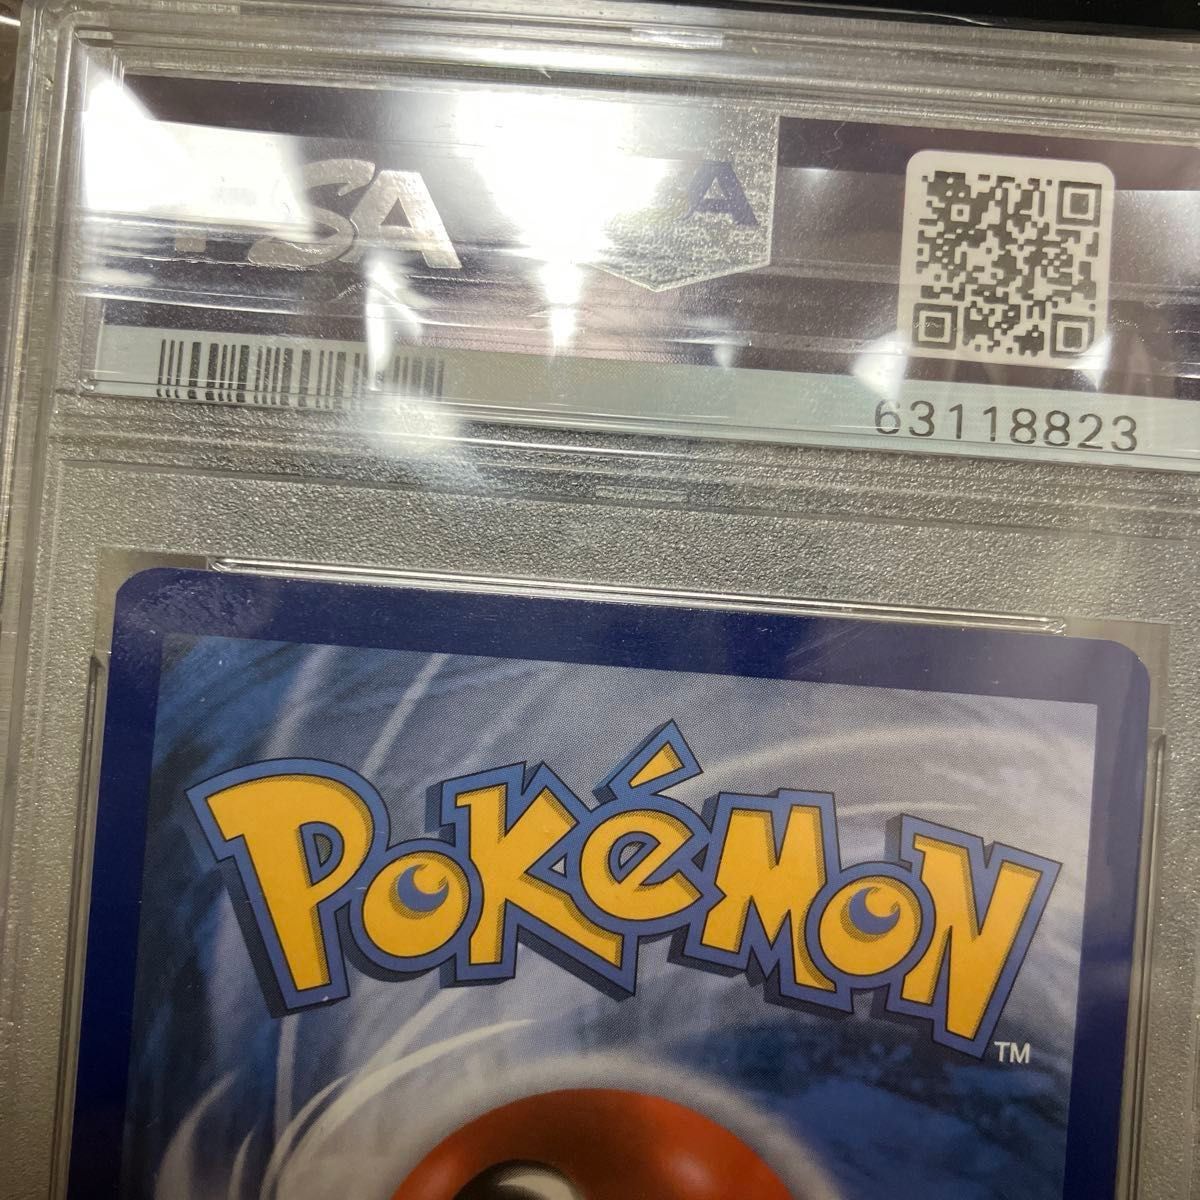 PSA
63118823
POKéMON
TM